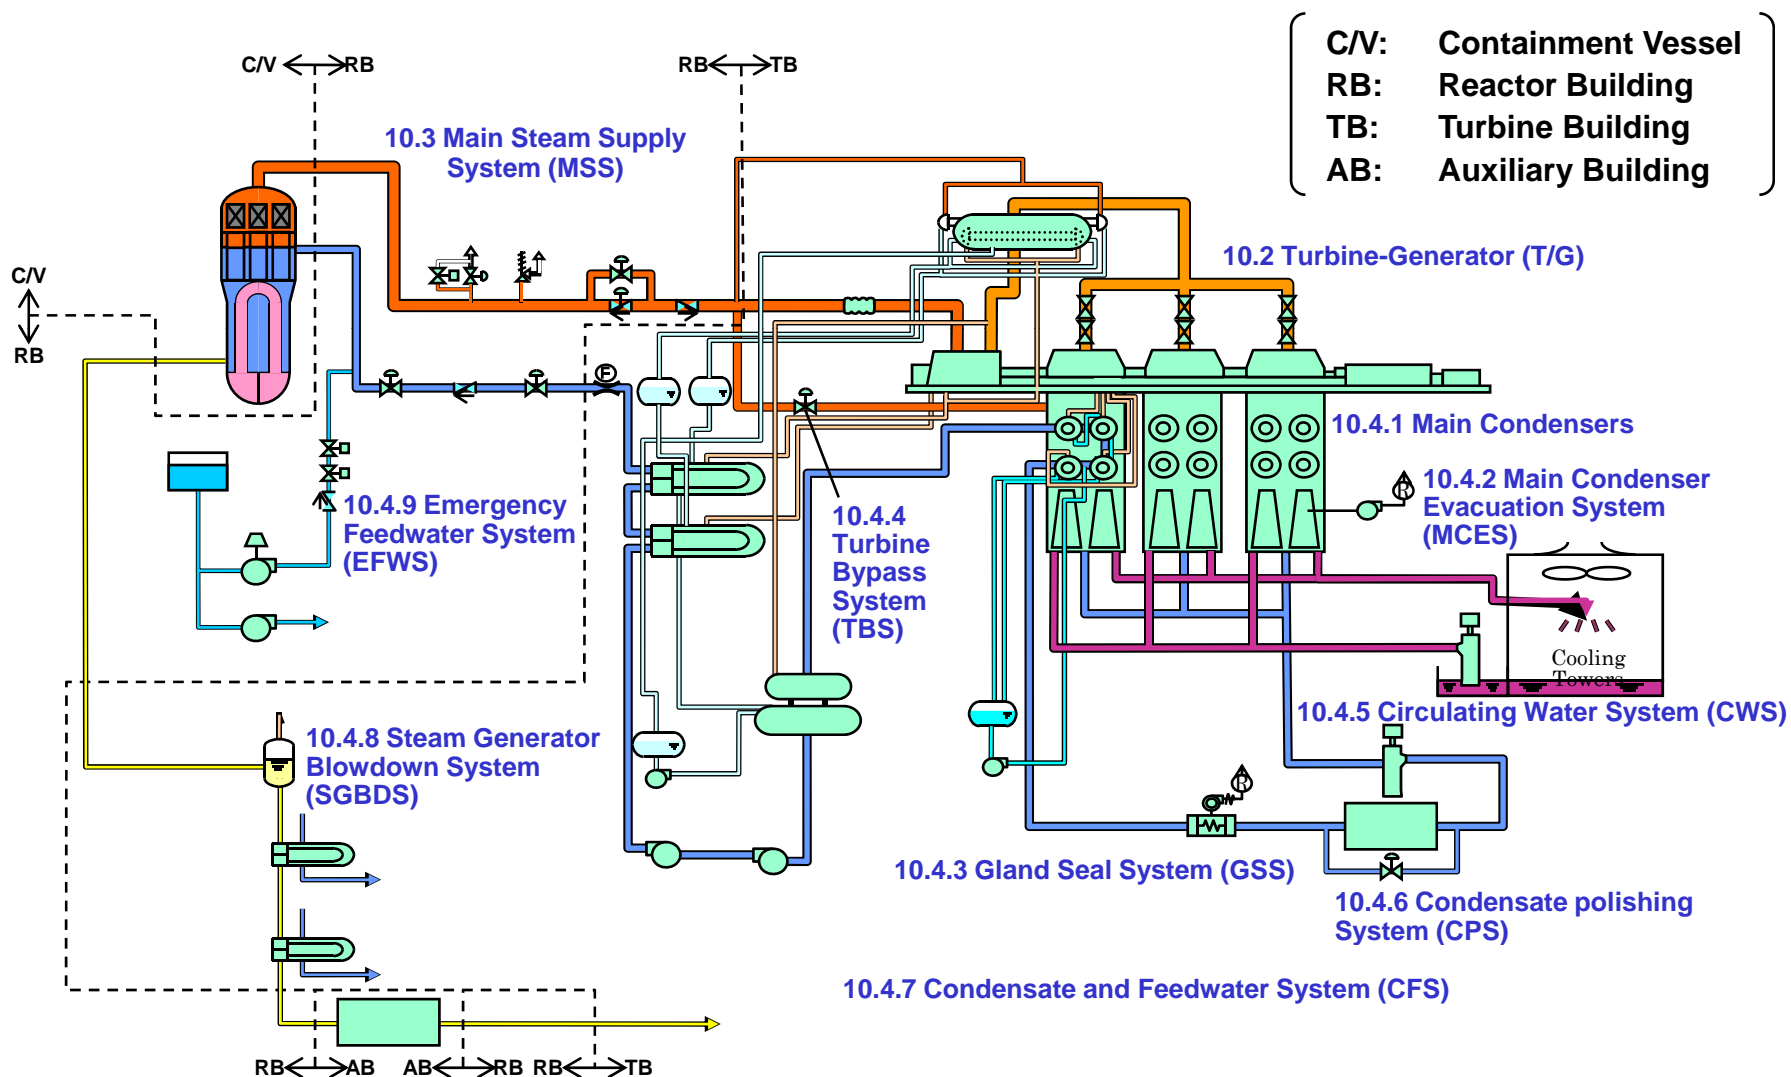 C/V: Containment Vessel
RB: Reactor Building
TB: Turbine Building
AB: Auxiliary Building
C/V RB
RB TB
10.3 Main Steam Supply
System (MSS)
10.2 Turbine-Generator (T/G)
C/V
RB
F
10.4.1 Main Condensers
10.4.2 Main Condenser
Evacuation System
(MCES)
R
10.4.9 Emergency
Feedwater System
(EFWS)
10.4.4
Turbine
Bypass
System
(TBS)
Cooling
Towers
10.4.5 Circulating Water System (CWS)
10.4.8 Steam Generator
Blowdown System
(SGBDS)
R
10.4.3 Gland Seal System (GSS)
10.4.6 Condensate polishing
System (CPS)
10.4.7 Condensate and Feedwater System (CFS)
RB AB AB RB RB TB